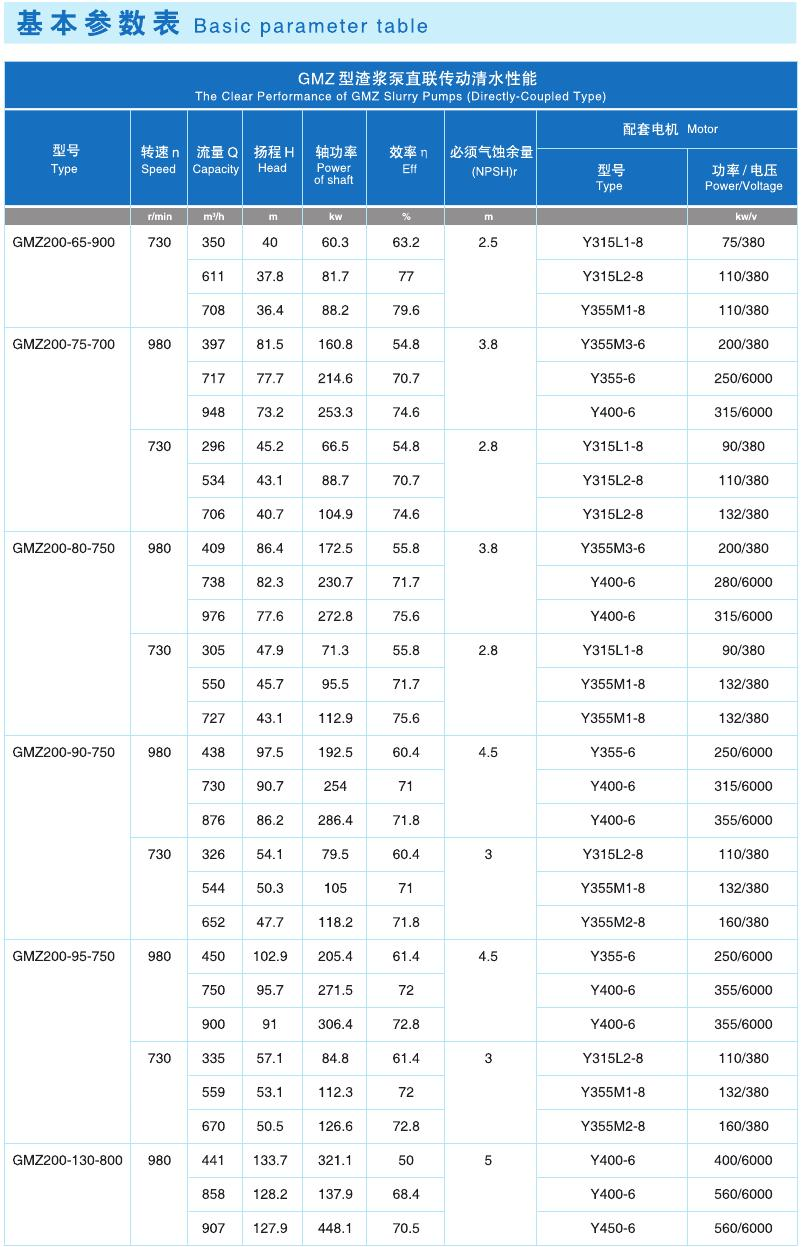 基本参数表 Basic parameter table
GMZ 型渣浆泵直联传动清水性能
The Clear Performance of GMZ Slurry Pumps (Directly-Coupled Type)
型号 Type 转速 n Speed 流量 Q Capacity 扬程 H Head 轴功率 Power of shaft 效率 η Eff 必须气蚀余量 (NPSH)r 配套电机 Motor
型号 Type 功率 / 电压 Power/Voltage
r/min m³/h m kw % m kw/v
GMZ200-65-900 730 350 40 60.3 63.2 2.5 Y315L1-8 75/380
611 37.8 81.7 77 Y315L2-8 110/380
708 36.4 88.2 79.6 Y355M1-8 110/380
GMZ200-75-700 980 397 81.5 160.8 54.8 3.8 Y355M3-6 200/380
717 77.7 214.6 70.7 Y355-6 250/6000
948 73.2 253.3 74.6 Y400-6 315/6000
730 296 45.2 66.5 54.8 2.8 Y315L1-8 90/380
534 43.1 88.7 70.7 Y315L2-8 110/380
706 40.7 104.9 74.6 Y315L2-8 132/380
GMZ200-80-750 980 409 86.4 172.5 55.8 3.8 Y355M3-6 200/380
738 82.3 230.7 71.7 Y400-6 280/6000
976 77.6 272.8 75.6 Y400-6 315/6000
730 305 47.9 71.3 55.8 2.8 Y315L1-8 90/380
550 45.7 95.5 71.7 Y355M1-8 132/380
727 43.1 112.9 75.6 Y355M1-8 132/380
GMZ200-90-750 980 438 97.5 192.5 60.4 4.5 Y355-6 250/6000
730 90.7 254 71 Y400-6 315/6000
876 86.2 286.4 71.8 Y400-6 355/6000
730 326 54.1 79.5 60.4 3 Y315L2-8 110/380
544 50.3 105 71 Y355M1-8 132/380
652 47.7 118.2 71.8 Y355M2-8 160/380
GMZ200-95-750 980 450 102.9 205.4 61.4 4.5 Y355-6 250/6000
750 95.7 271.5 72 Y400-6 355/6000
900 91 306.4 72.8 Y400-6 355/6000
730 335 57.1 84.8 61.4 3 Y315L2-8 110/380
559 53.1 112.3 72 Y355M1-8 132/380
670 50.5 126.6 72.8 Y355M2-8 160/380
GMZ200-130-800 980 441 133.7 321.1 50 5 Y400-6 400/6000
858 128.2 137.9 68.4 Y400-6 560/6000
907 127.9 448.1 70.5 Y450-6 560/6000